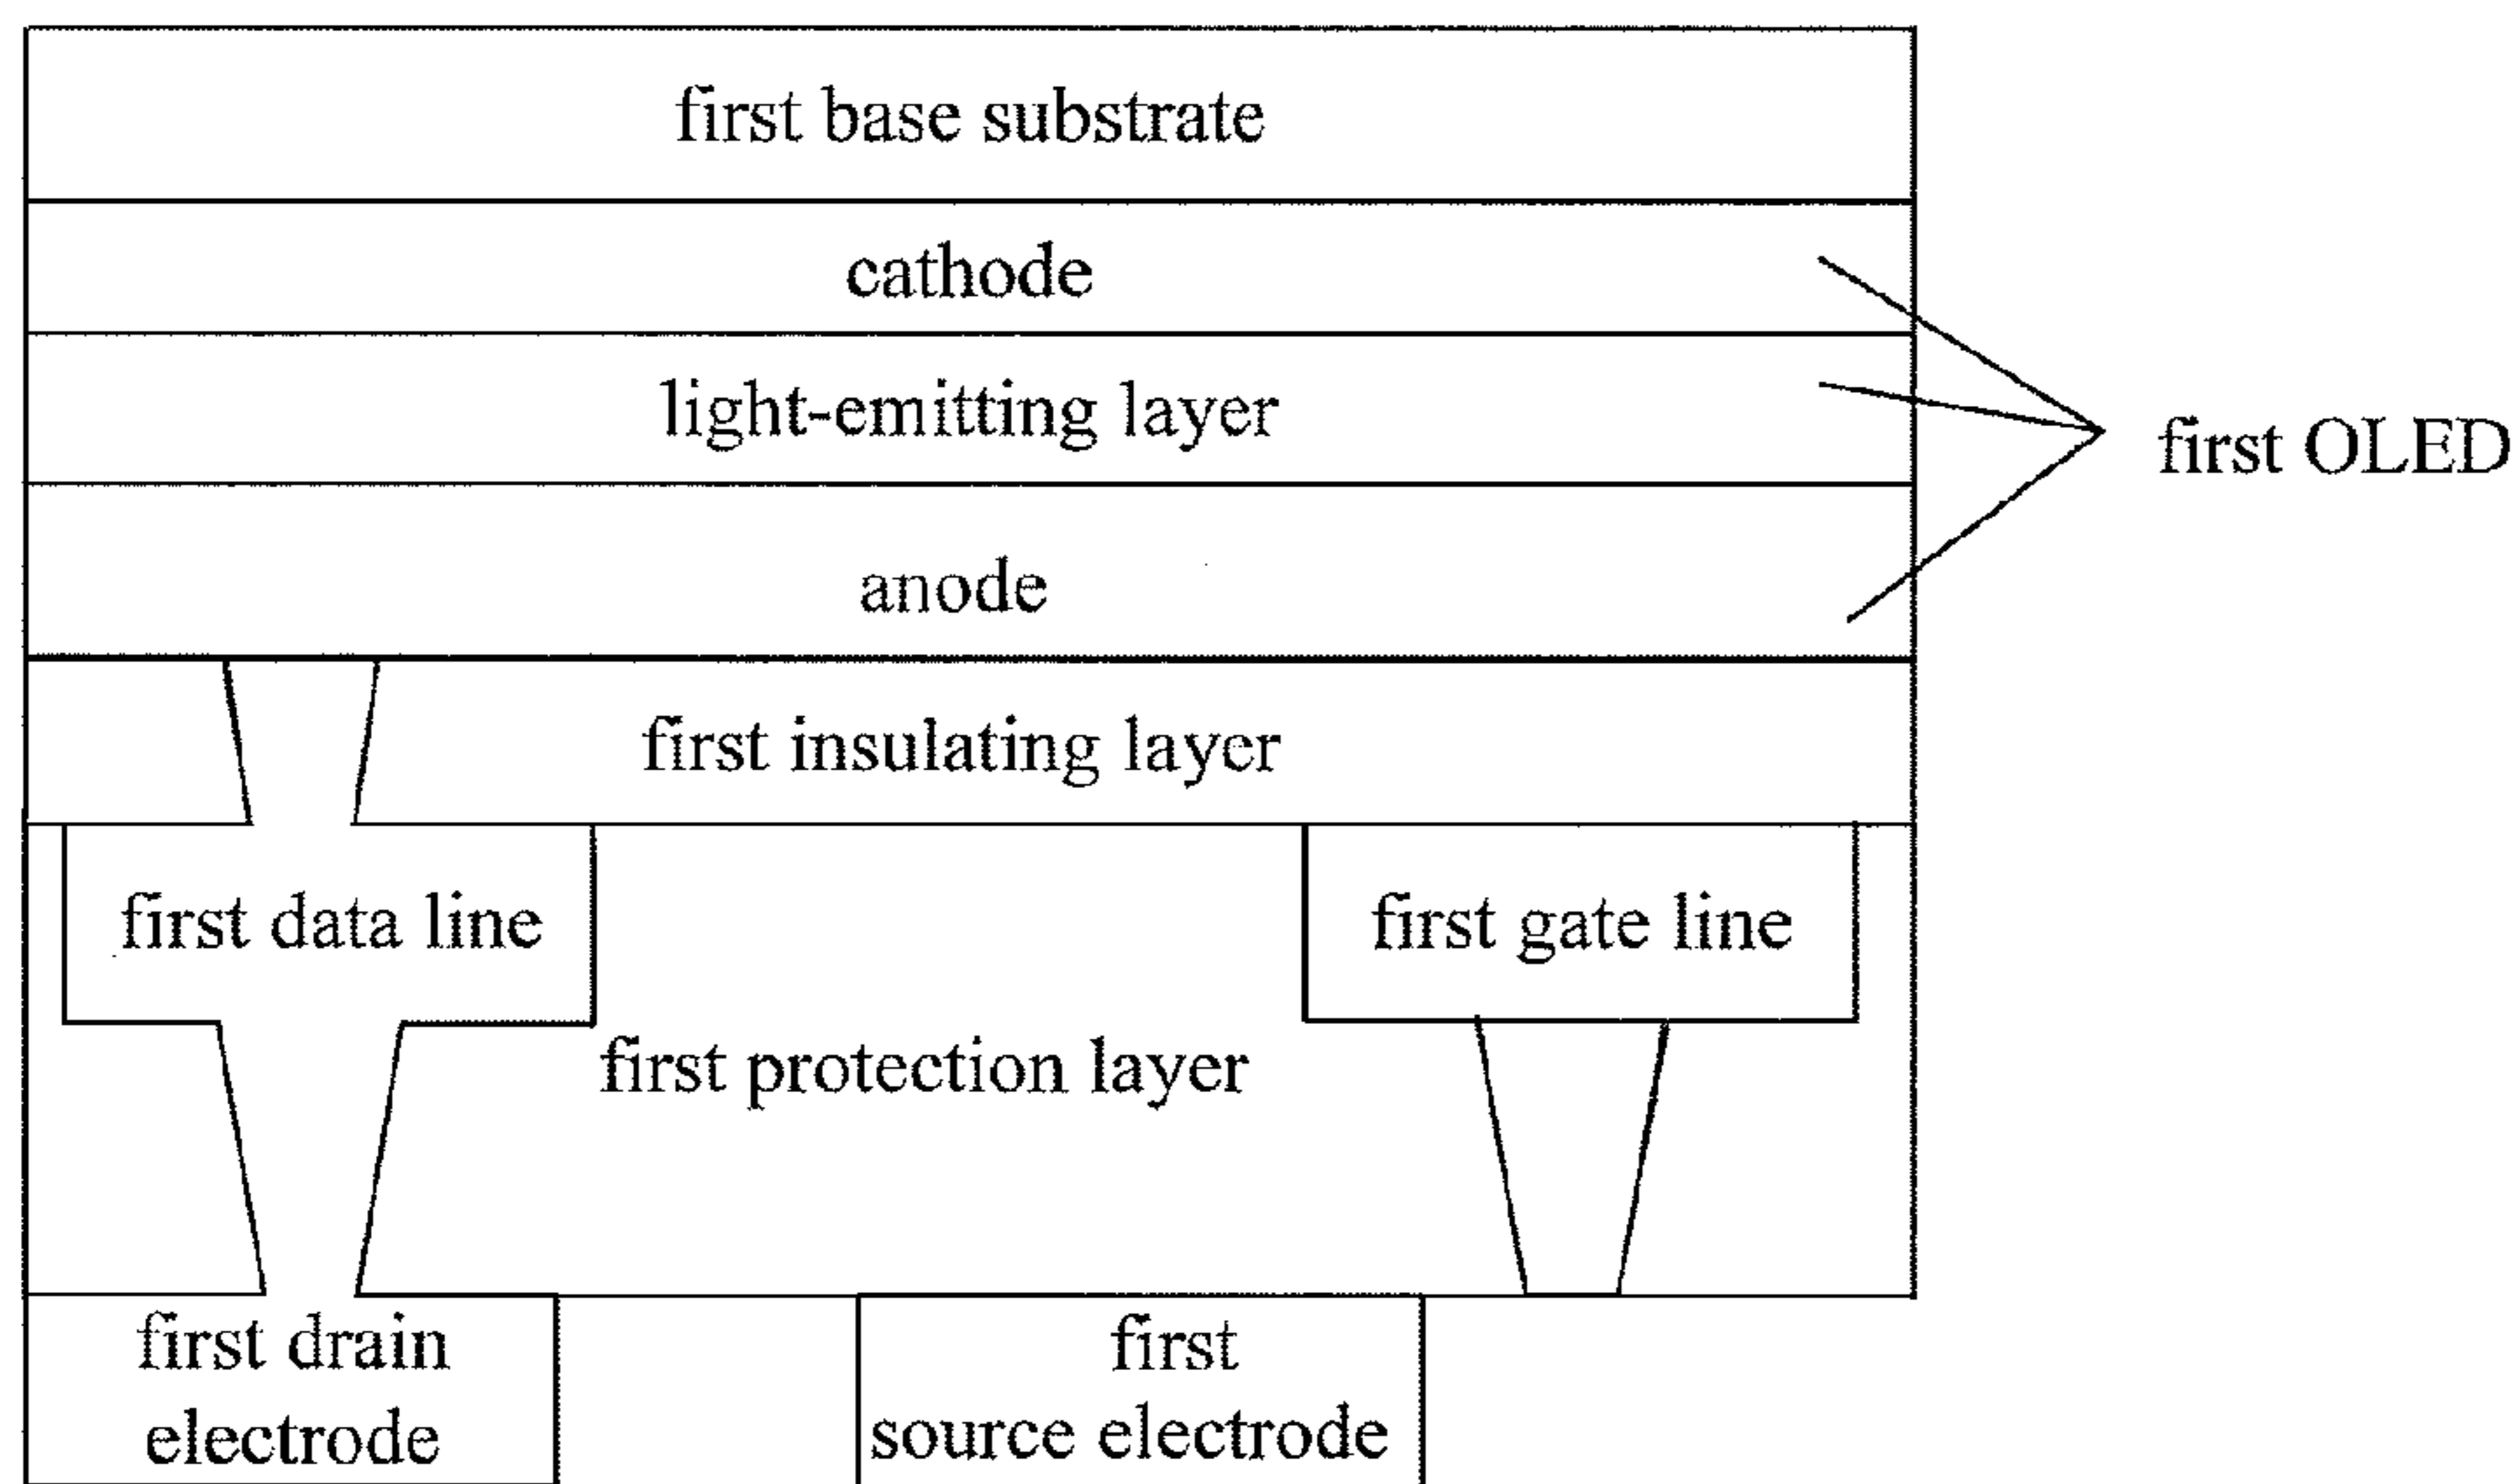 first base substrate
cathode
light-emitting layer
first OLED
anode
first insulating layer
first data line
first gate line
first protection layer
first drain
electrode
first
source electrode